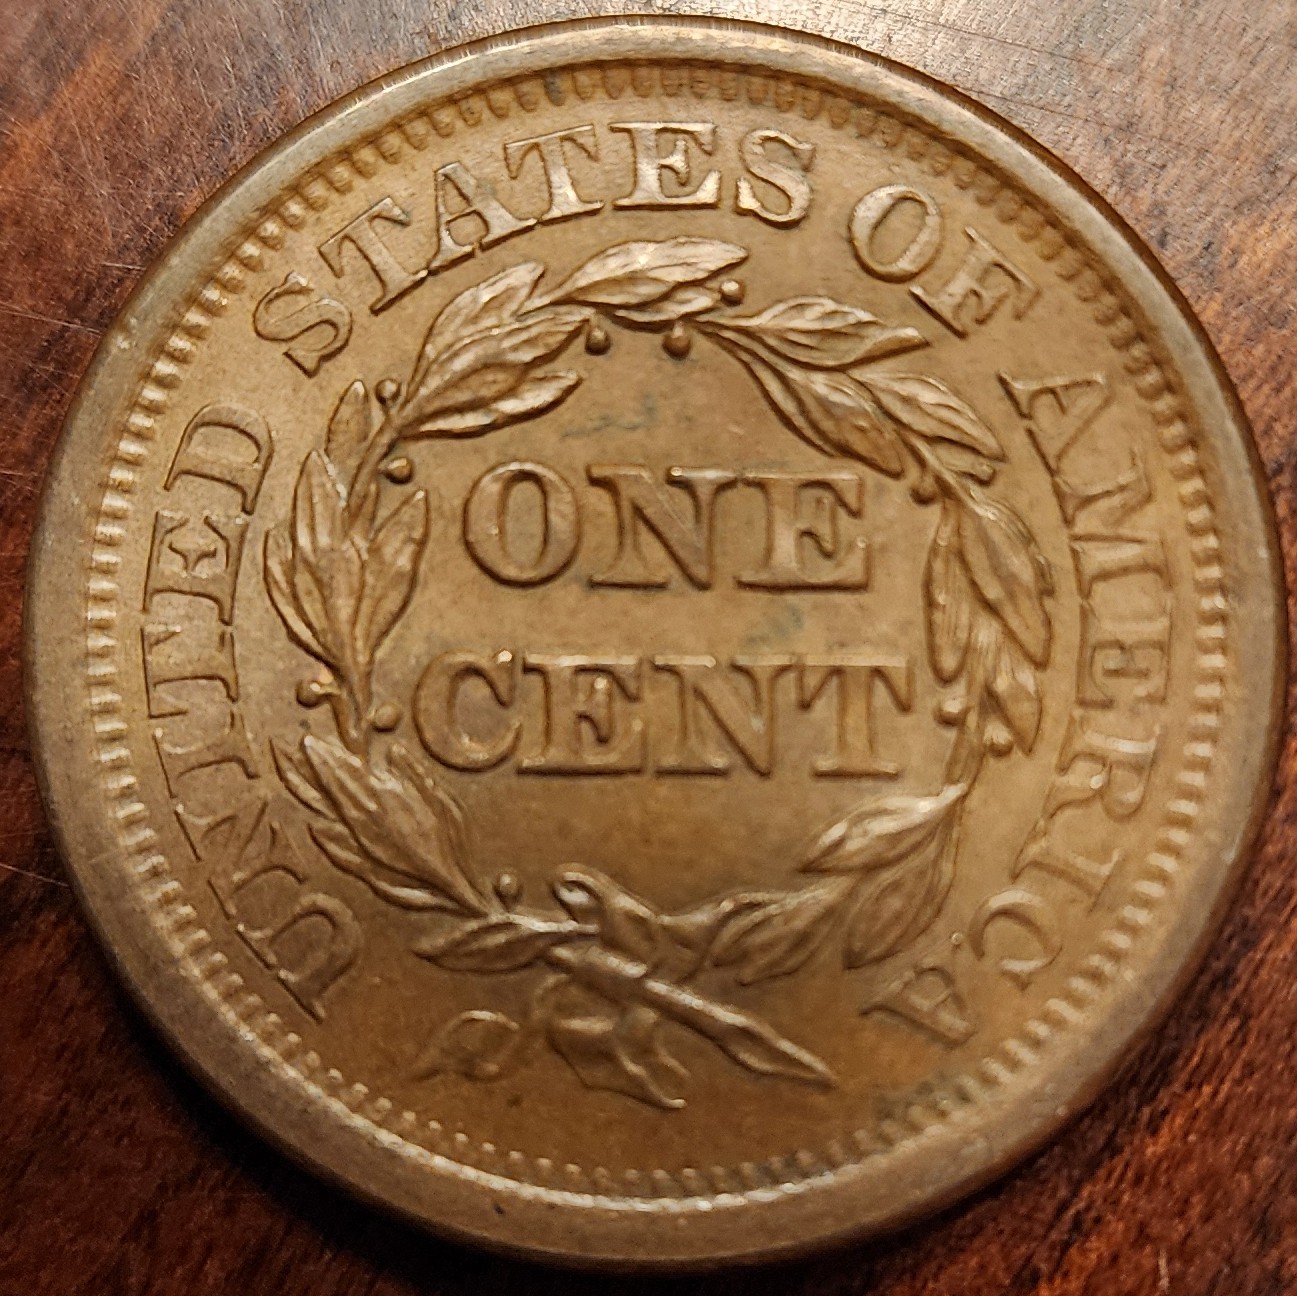 UNITED STATES OF AMERICA
ONE
CENT